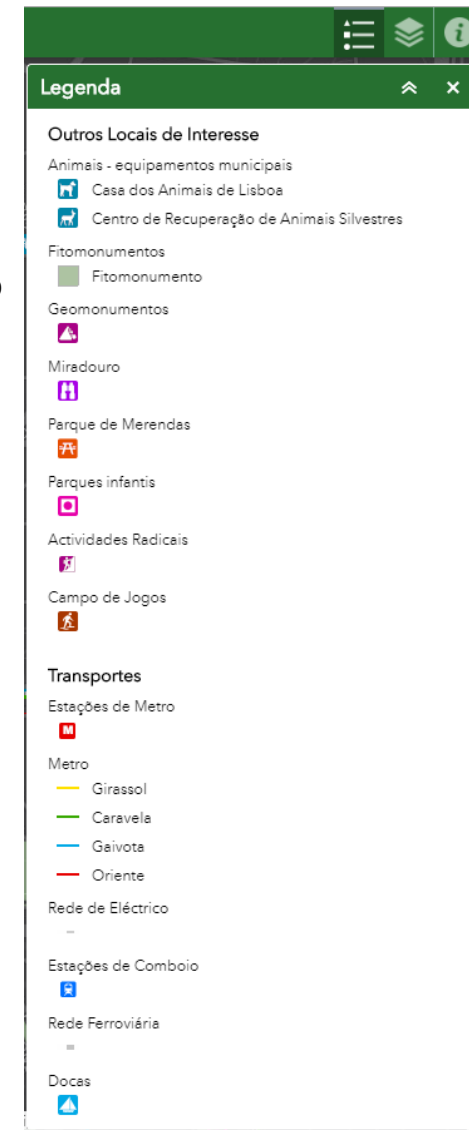 Legenda
Outros Locais de Interesse
Animais - equipamentos municipais
Casa dos Animais de Lisboa
Centro de Recuperação de Animais Silvestres
Fitomonumentos
Fitomonumento
Geomonumentos
Miradouro
Parque de Merendas
Parques infantis
Actividades Radicais
Campo de Jogos
Transportes
Estações de Metro
M
Metro
Girassol
Caravela
Gaivota
Oriente
Rede de Eléctrico
Estações de Comboio
Rede Ferroviária
Docas